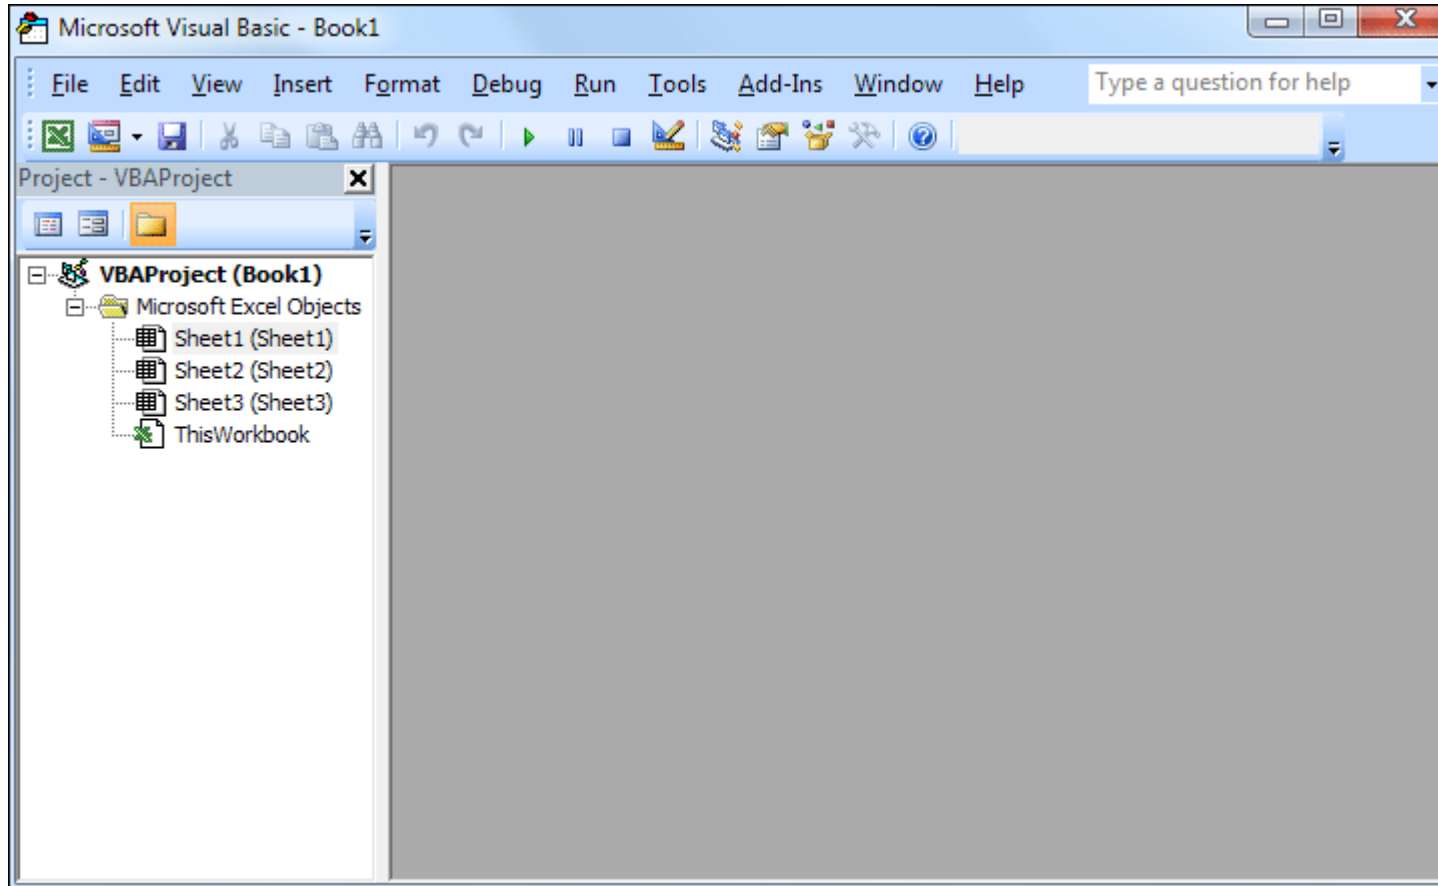 Microsoft Visual Basic - Book1
File Edit View Insert Format Debug Run Tools Add-Ins Window Help Type a question for help
Project - VBAProject
VBAProject (Book1)
Microsoft Excel Objects
Sheet1 (Sheet1)
Sheet2 (Sheet2)
Sheet3 (Sheet3)
ThisWorkbook